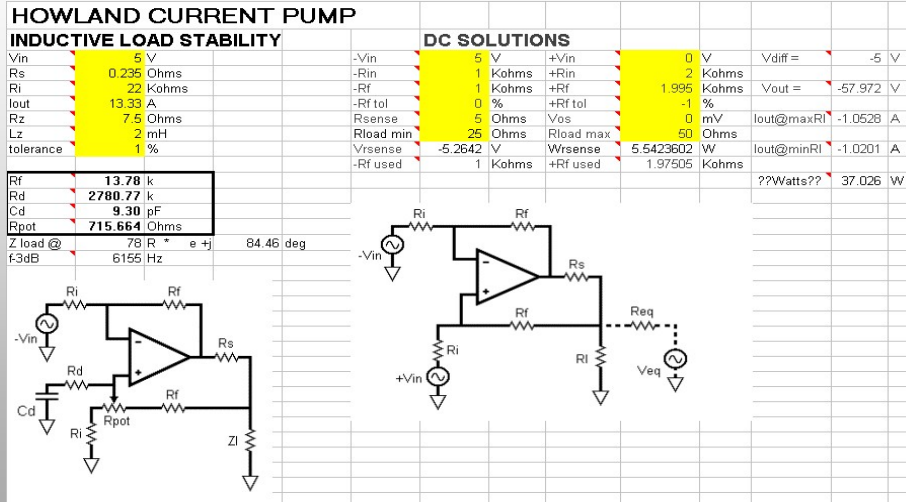 HOWLAND CURRENT PUMP
INDUCTIVE LOAD STABILITY
DC SOLUTIONS
Vin 5 V -Vin 5 V +Vin 0 V Vdiff = -5 V
Rs 0.235 Ohms -Rin 1 Kohms +Rin 2 Kohms
Ri 22 Kohms -Rf 1 Kohms +Rf 1.995 Kohms Vout = -57.972 V
Iout 13.33 A -Rf tol 0 % +Rf tol -1 %
Rz 7.5 Ohms Rsense 5 Ohms Vos 0 mV Iout@maxRl -1.0528 A
Lz 2 mH Rload min 25 Ohms Rload max 50 Ohms
tolerance 1 % Vrsense -5.2642 V Wrsense 5.5423602 W Iout@minRl -1.0201 A
-Rf used 1 Kohms +Rf used 1.97505 Kohms
Rf 13.78 k ??Watts?? 37.026 W
Rd 2780.77 k
Cd 9.30 pF
Rpot 715.664 Ohms
Z load @ 78 R * e +j 84.46 deg
f-3dB 6155 Hz
Ri Rf
-Vin
Rs
Rd
Cd
Rf
Rpot
Ri
Zl
Ri Rf
-Vin
Rs
Rf
Req
Ri
Rl
+Vin
Veq